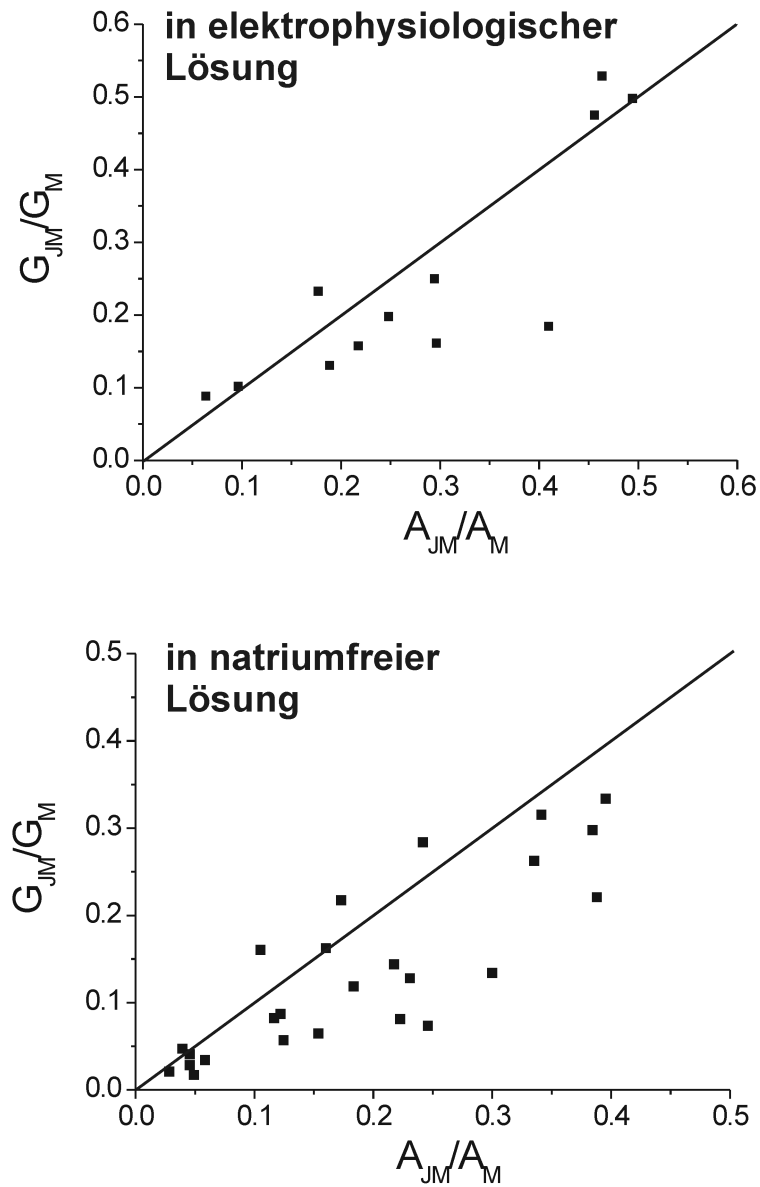 in elektrophysiologischer
Lösung
0.6
0.5
0.4
0.3
0.2
0.1
0.0
G_JM/G_M
0.0 0.1 0.2 0.3 0.4 0.5 0.6
A_JM/A_M
in natriumfreier
Lösung
0.5
0.4
0.3
0.2
0.1
0.0
G_JM/G_M
0.0 0.1 0.2 0.3 0.4 0.5
A_JM/A_M